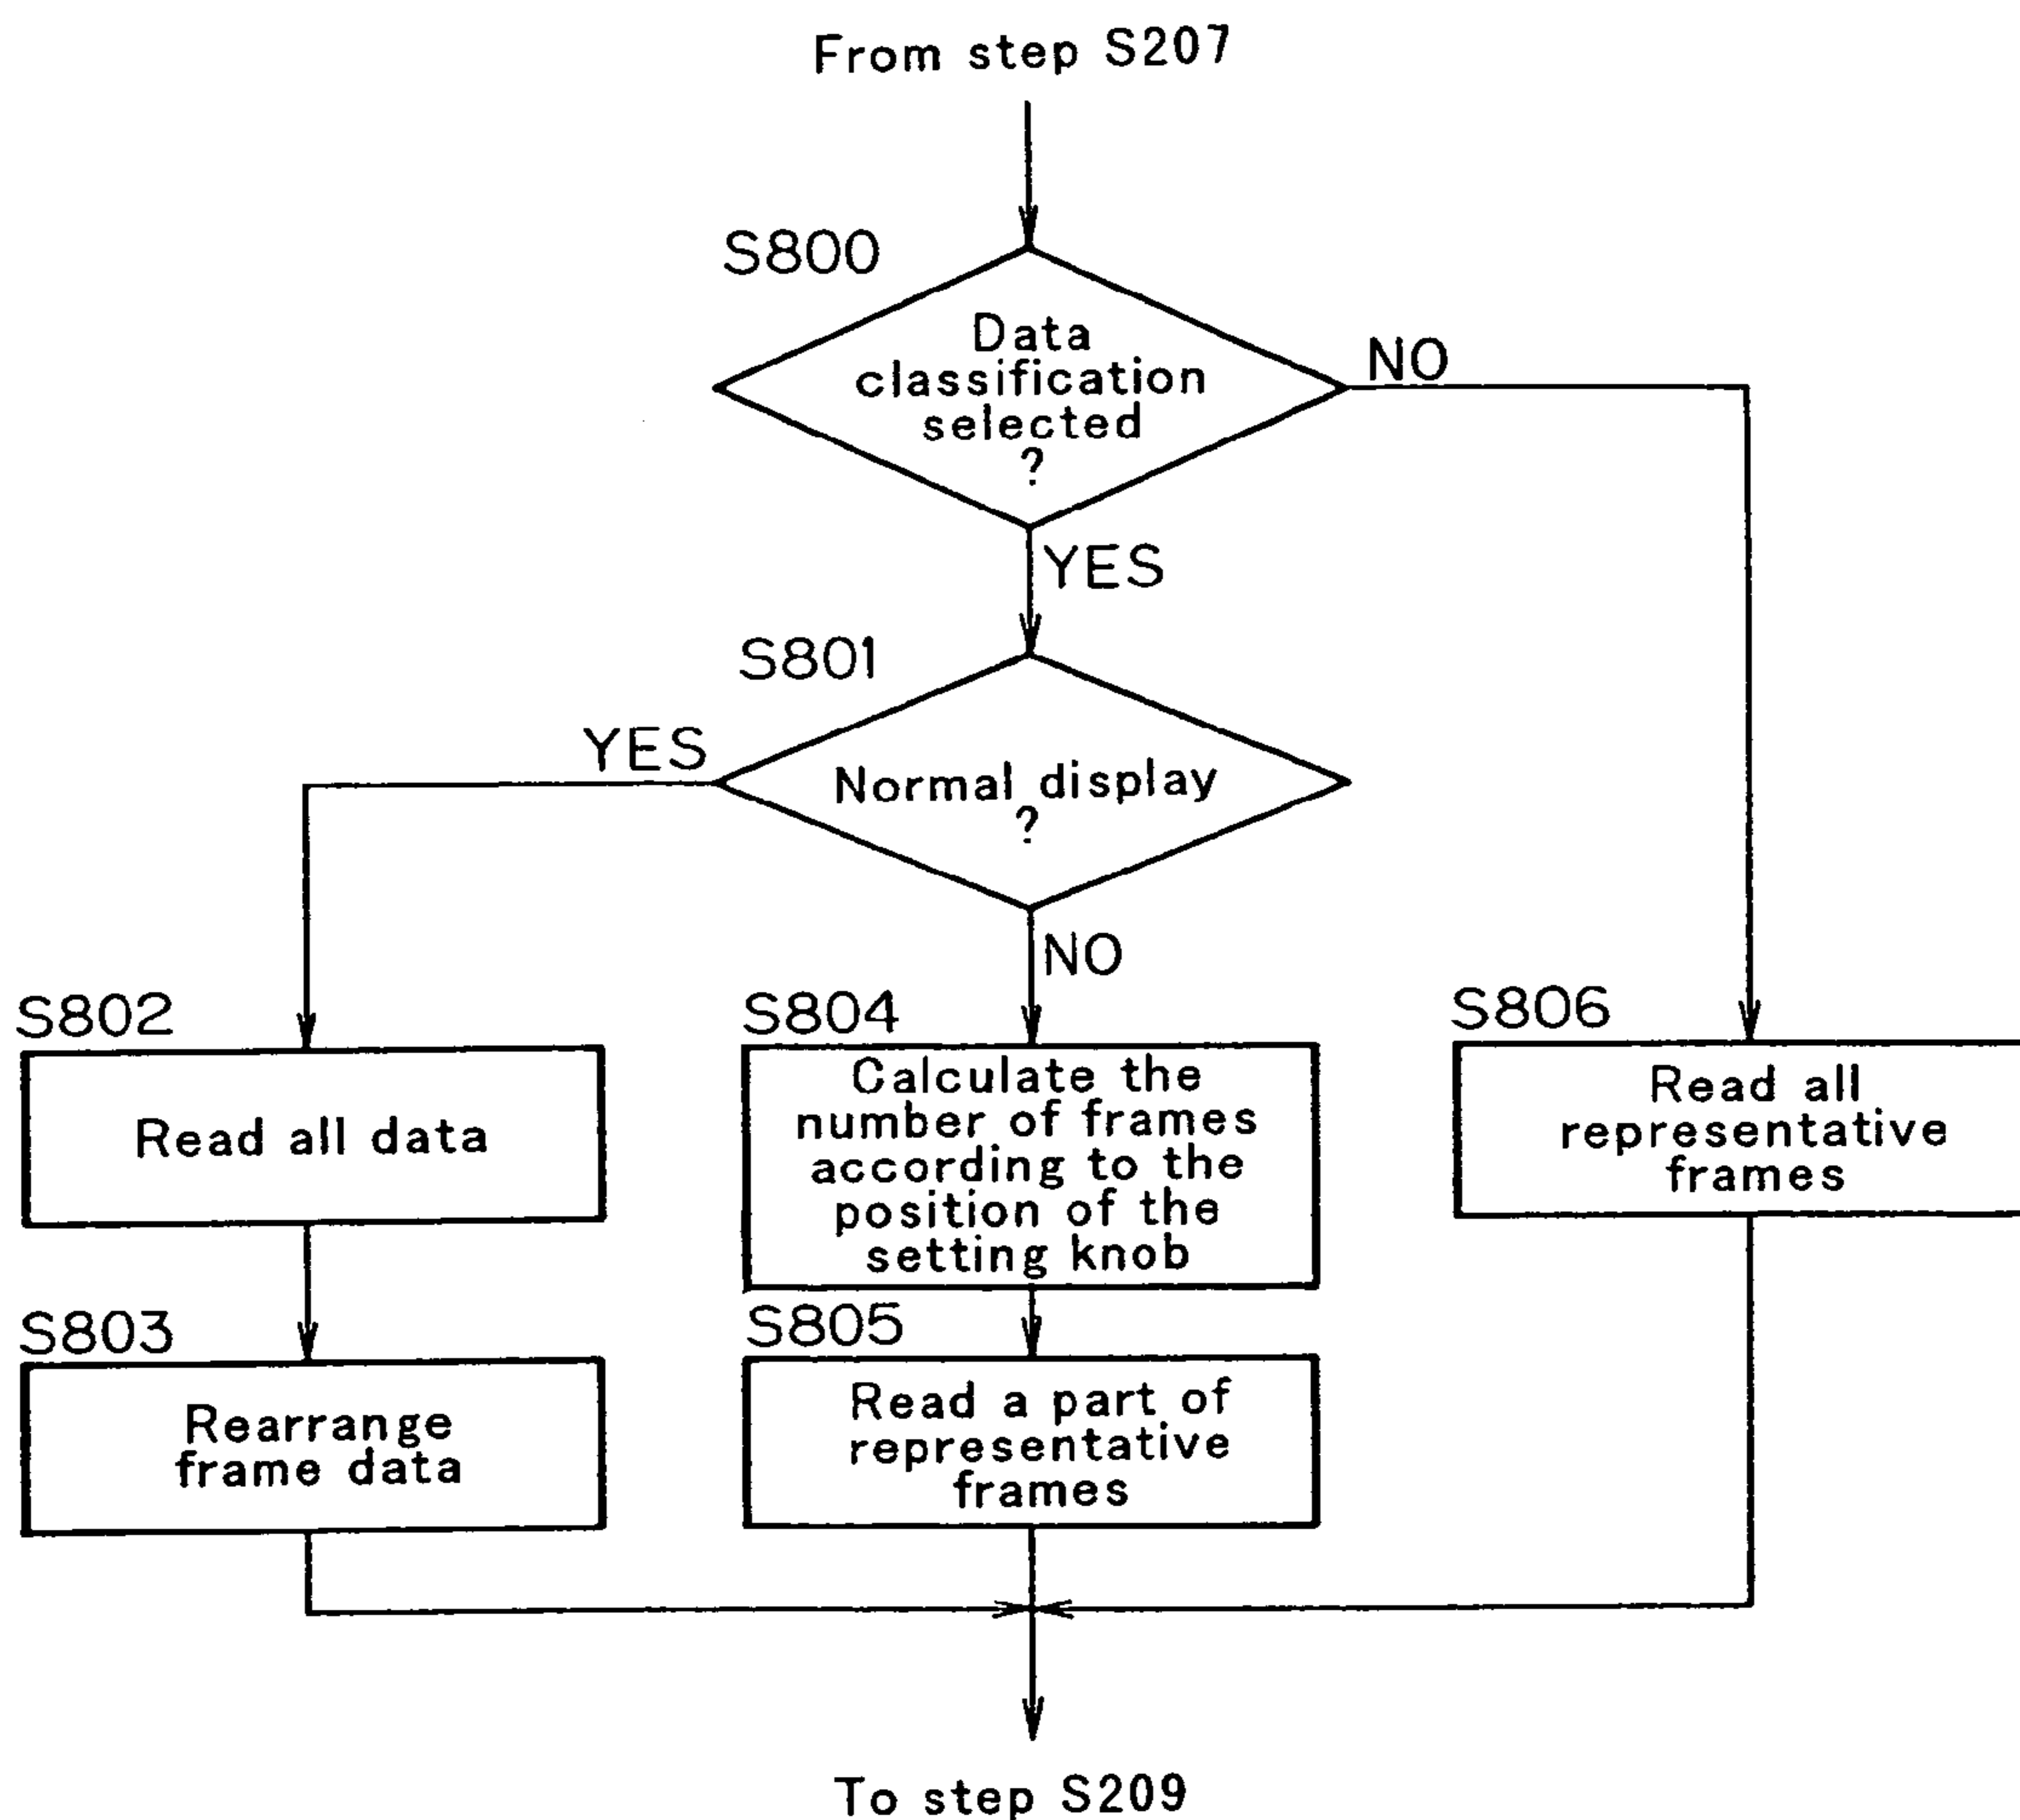 From step S207
S800
Data
classification
selected
?
NO
YES
S801
YES
Normal display
?
NO
S802
Read all data
S804
Calculate the
number of frames
according to the
position of the
setting knob
S806
Read all
representative
frames
S803
Rearrange
frame data
S805
Read a part of
representative
frames
To step S209